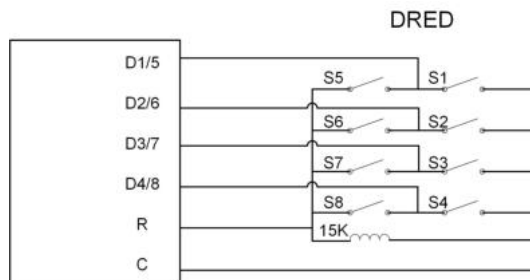 DRED
D1/5
S5 S1
D2/6
S6 S2
D3/7
S7 S3
D4/8
S8 S4
R
15K
C